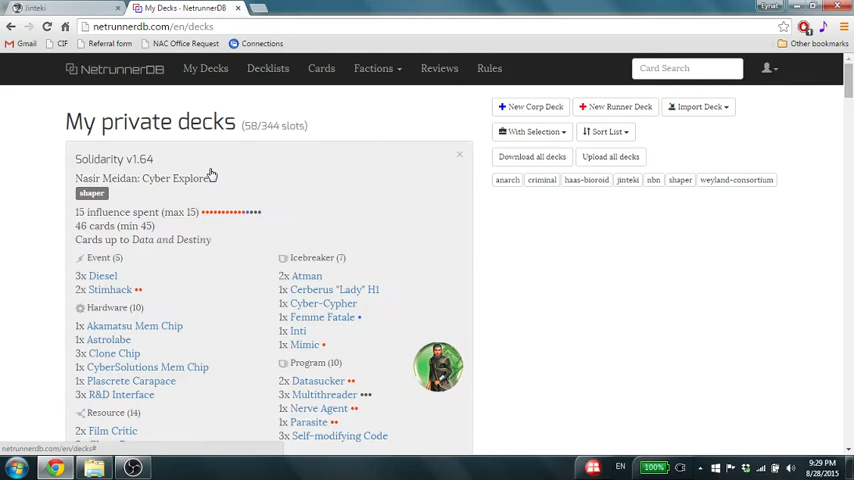 Jinteki
My Decks · NetrunnerDB
Eyhal
netrunnerdb.com/en/decks
Gmail
CIF
Referral form
NAC Office Request
Connections
Other bookmarks
NETRUNNERDB
My Decks
Decklists
Cards
Factions
Reviews
Rules
Card Search
My private decks (58/344 slots)
New Corp Deck
New Runner Deck
Import Deck
With Selection
Sort List
Download all decks
Upload all decks
anarch
criminal
haas-bioroid
jinteki
nbn
shaper
weyland-consortium
Solidarity v1.64
×
Nasir Meidan: Cyber Explorer
shaper
15 influence spent (max 15)
46 cards (min 45)
Cards up to Data and Destiny
Event (5)
3x Diesel
2x Stimhack
Hardware (10)
1x Akamatsu Mem Chip
1x Astrolabe
3x Clone Chip
1x CyberSolutions Mem Chip
1x Plascrete Carapace
3x R&D Interface
Resource (14)
2x Film Critic
Icebreaker (7)
2x Atman
1x Cerberus "Lady" H1
1x Cyber-Cypher
1x Femme Fatale
1x Inti
1x Mimic
Program (10)
2x Datasucker
3x Multithreader
1x Nerve Agent
1x Parasite
3x Self-modifying Code
netrunnerdb.com/en/decks#
EN
100%
9:29 PM
8/28/2015